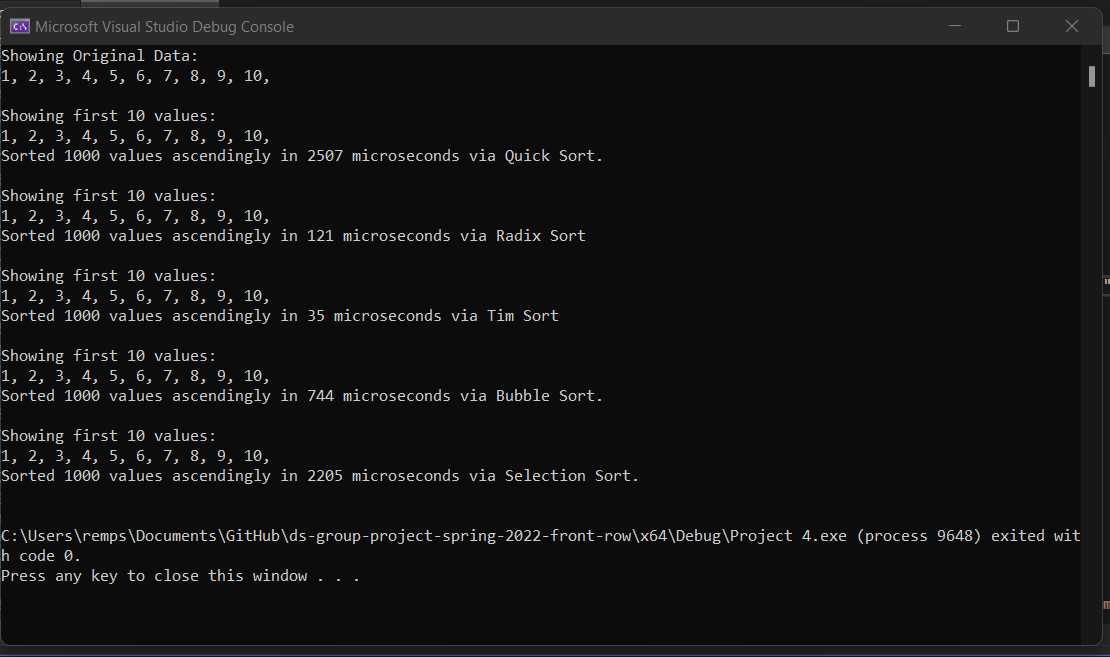 Microsoft Visual Studio Debug Console
Showing Original Data:
1, 2, 3, 4, 5, 6, 7, 8, 9, 10,
Showing first 10 values:
1, 2, 3, 4, 5, 6, 7, 8, 9, 10,
Sorted 1000 values ascendingly in 2507 microseconds via Quick Sort.
Showing first 10 values:
1, 2, 3, 4, 5, 6, 7, 8, 9, 10,
Sorted 1000 values ascendingly in 121 microseconds via Radix Sort
Showing first 10 values:
1, 2, 3, 4, 5, 6, 7, 8, 9, 10,
Sorted 1000 values ascendingly in 35 microseconds via Tim Sort
Showing first 10 values:
1, 2, 3, 4, 5, 6, 7, 8, 9, 10,
Sorted 1000 values ascendingly in 744 microseconds via Bubble Sort.
Showing first 10 values:
1, 2, 3, 4, 5, 6, 7, 8, 9, 10,
Sorted 1000 values ascendingly in 2205 microseconds via Selection Sort.
C:\Users\remps\Documents\GitHub\ds-group-project-spring-2022-front-row\x64\Debug\Project 4.exe (process 9648) exited wit
h code 0.
Press any key to close this window . . .